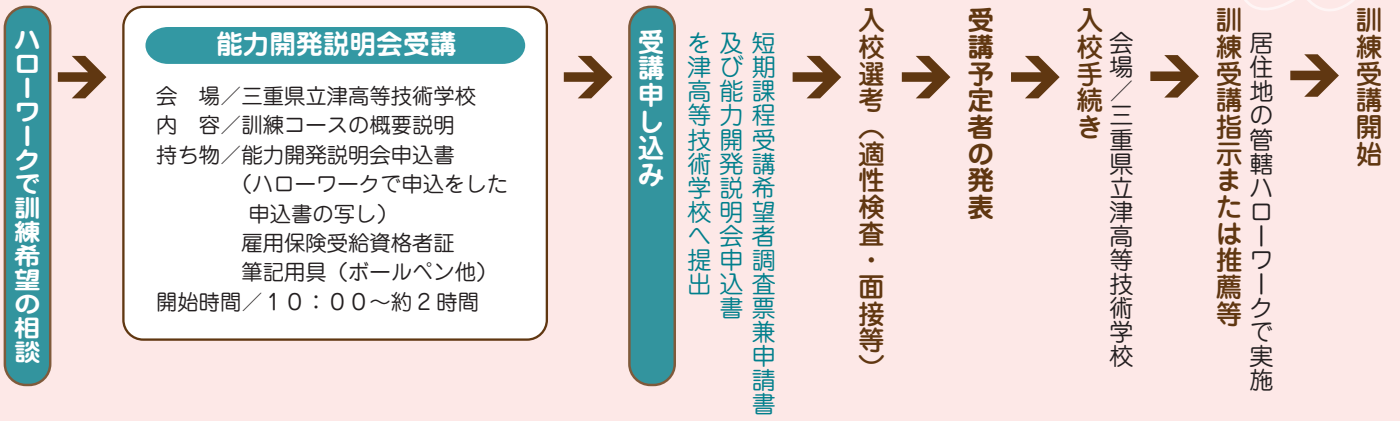 ハローワークで訓練希望の相談
能力開発説明会受講
会　場／三重県立津高等技術学校
内　容／訓練コースの概要説明
持ち物／能力開発説明会申込書
（ハローワークで申込をした
申込書の写し）
雇用保険受給資格者証
筆記用具（ボールペン他）
開始時間／１０：００～約２時間
受講申し込み
短期課程受講希望者調査票兼申請書
及び能力開発説明会申込書
を津高等技術学校へ提出
入校選考（適性検査・面接等）
受講予定者の発表
入校手続き
会場／三重県立津高等技術学校
訓練受講指示または推薦等
居住地の管轄ハローワークで実施
訓練受講開始